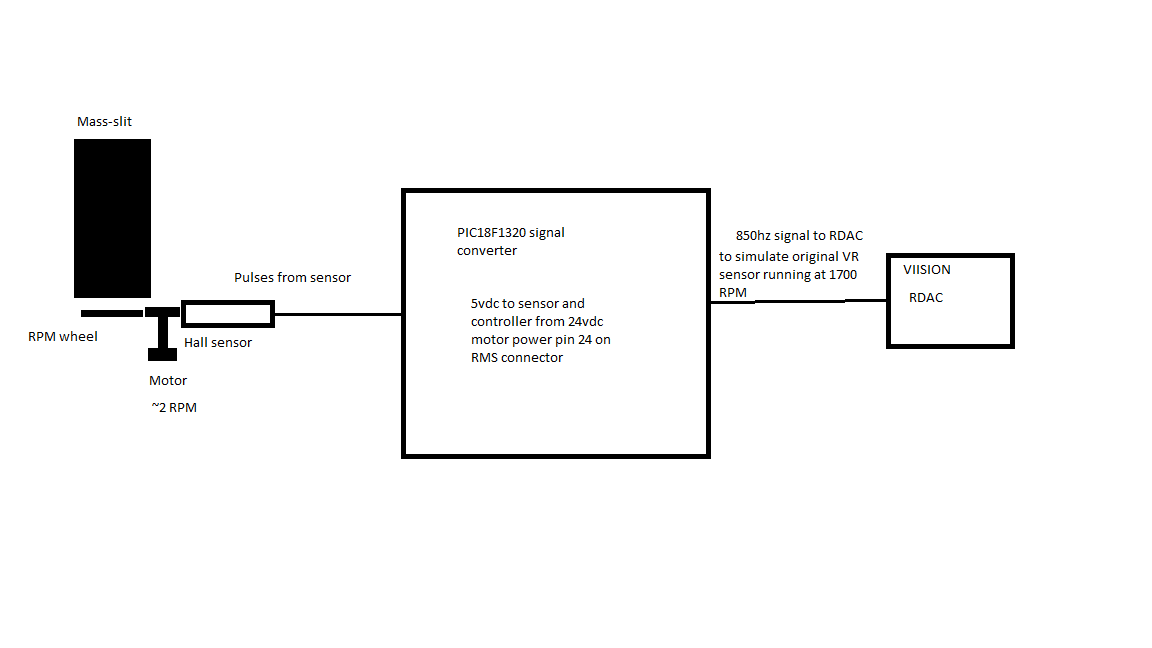 Mass-slit
RPM wheel
Motor
~2 RPM
Hall sensor
Pulses from sensor
PIC18F1320 signal
converter
5vdc to sensor and
controller from 24vdc
motor power pin 24 on
RMS connector
850hz signal to RDAC
to simulate original VR
sensor running at 1700
RPM
VIISION
RDAC